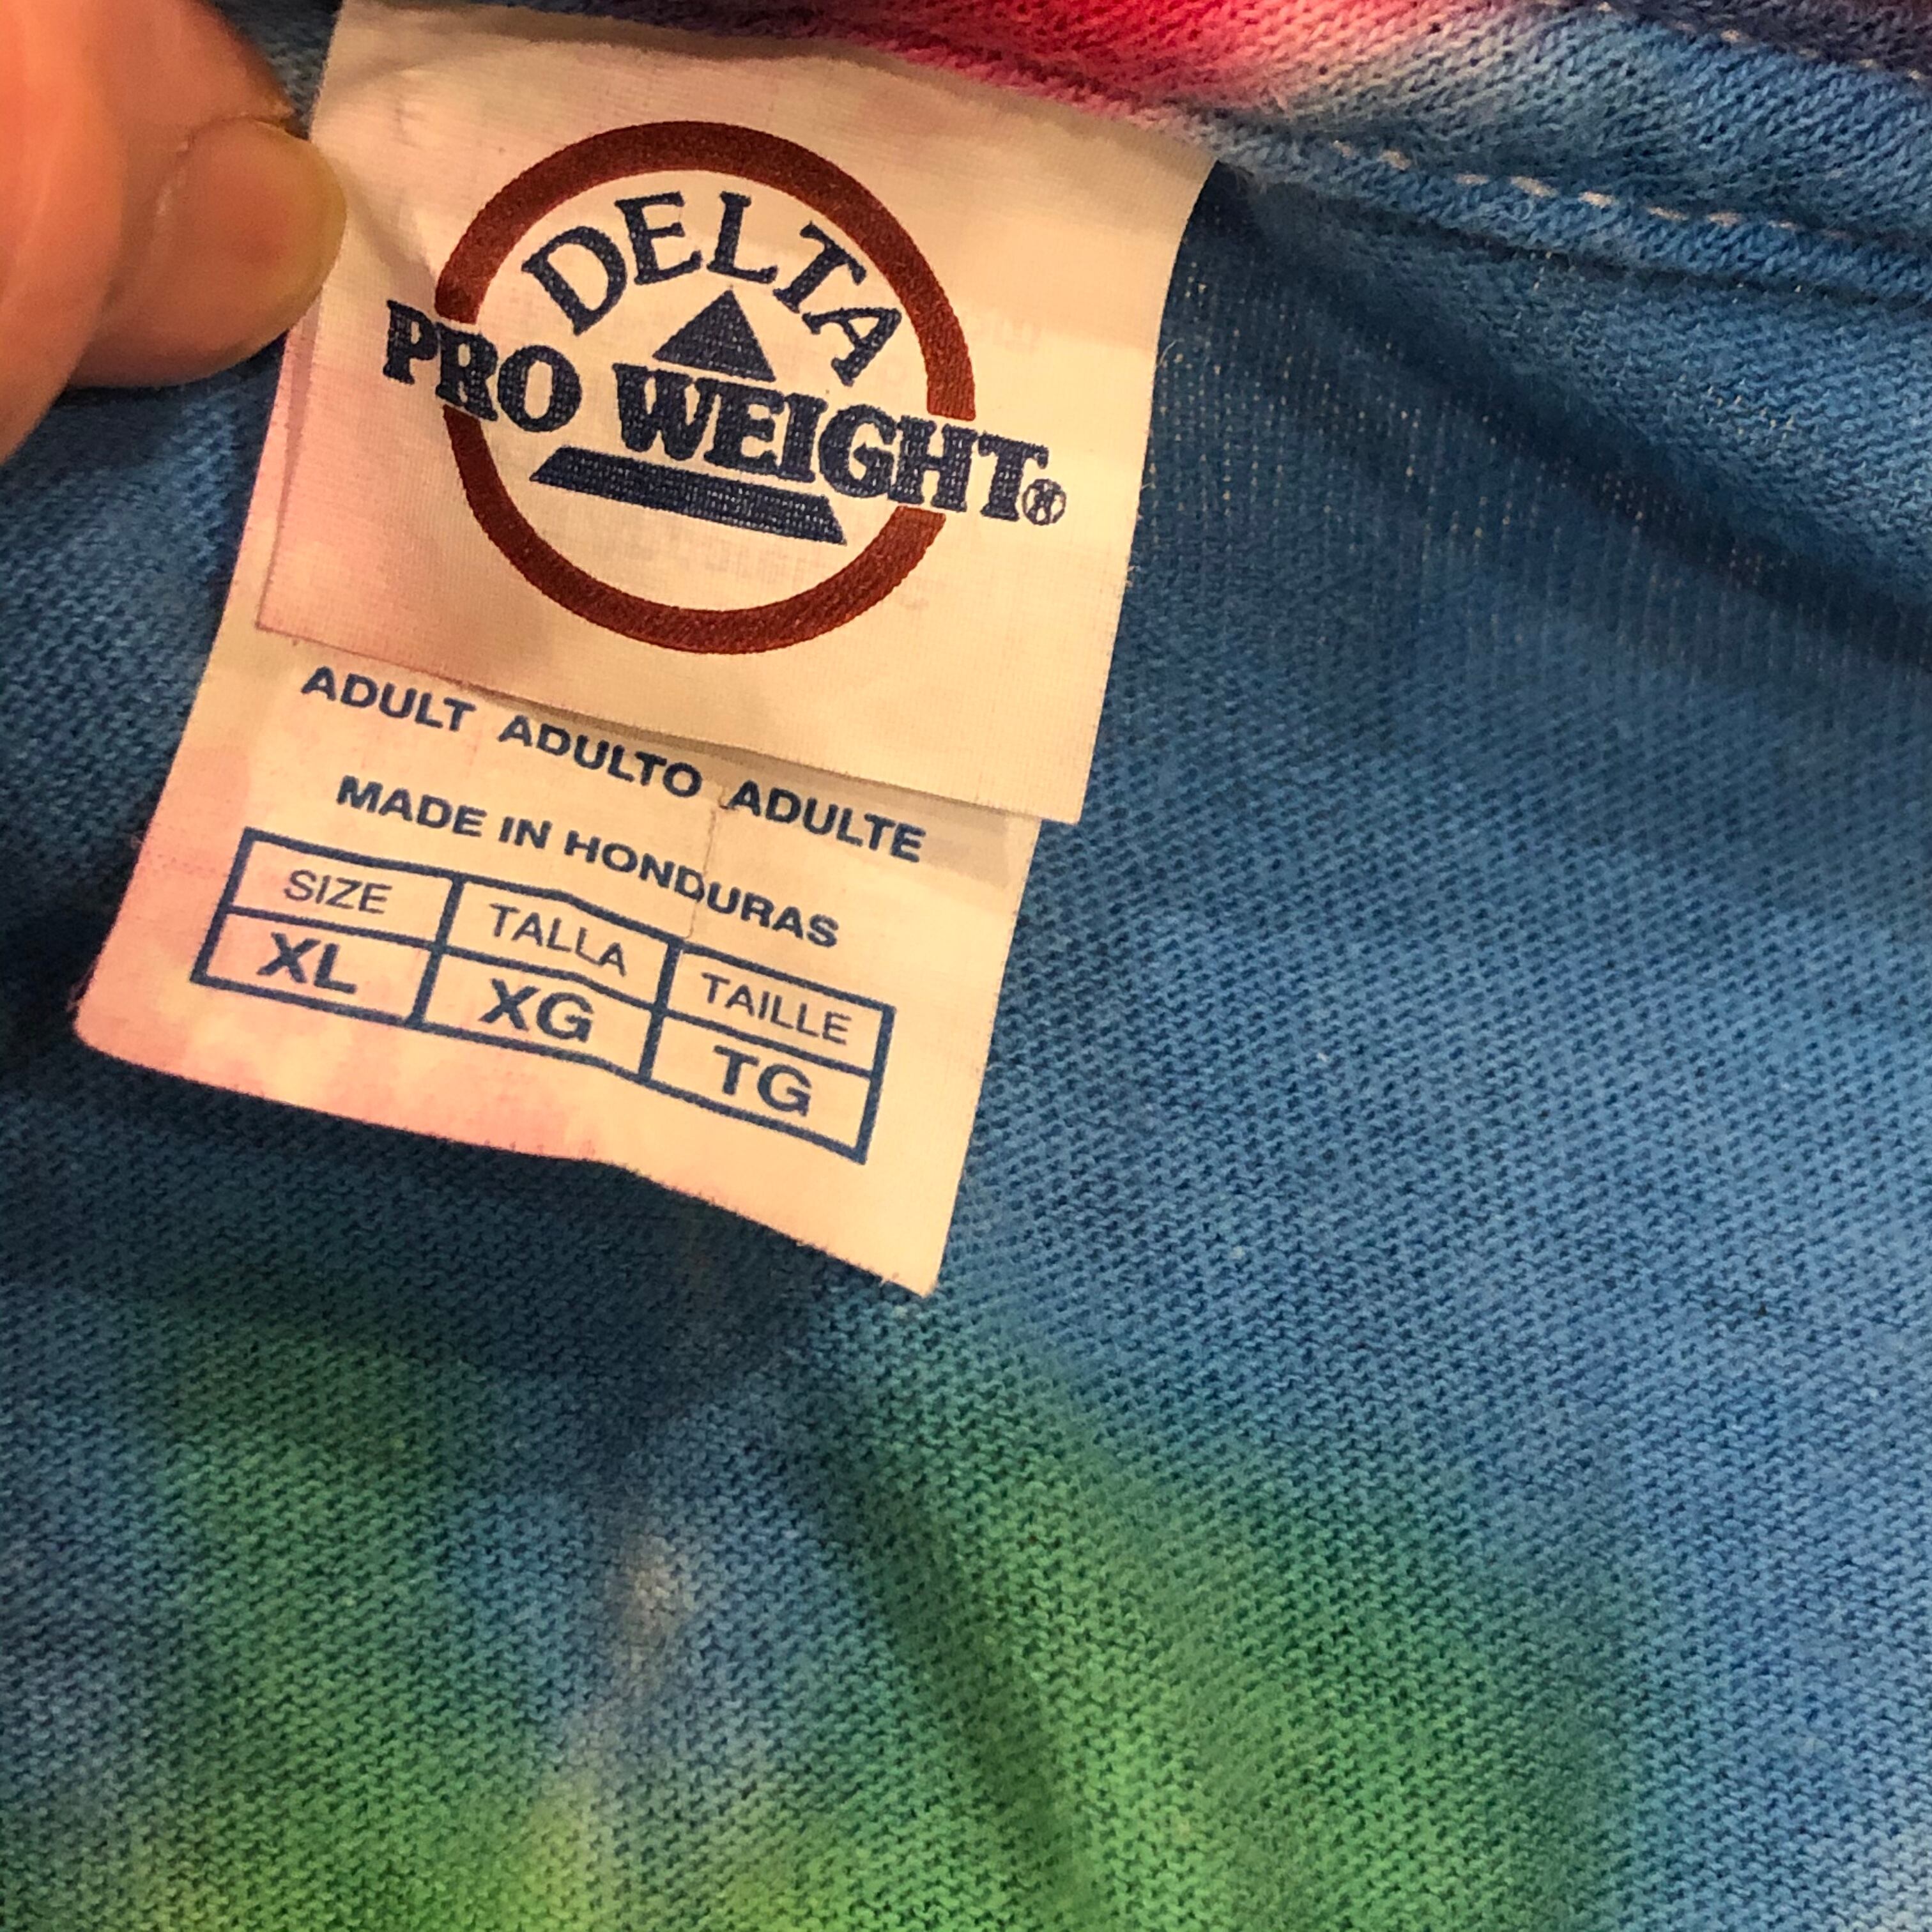 DELTA
PRO WEIGHT®
ADULT ADULTO ADULTE
MADE IN HONDURAS
SIZE TALLA TAILLE
XL XG TG